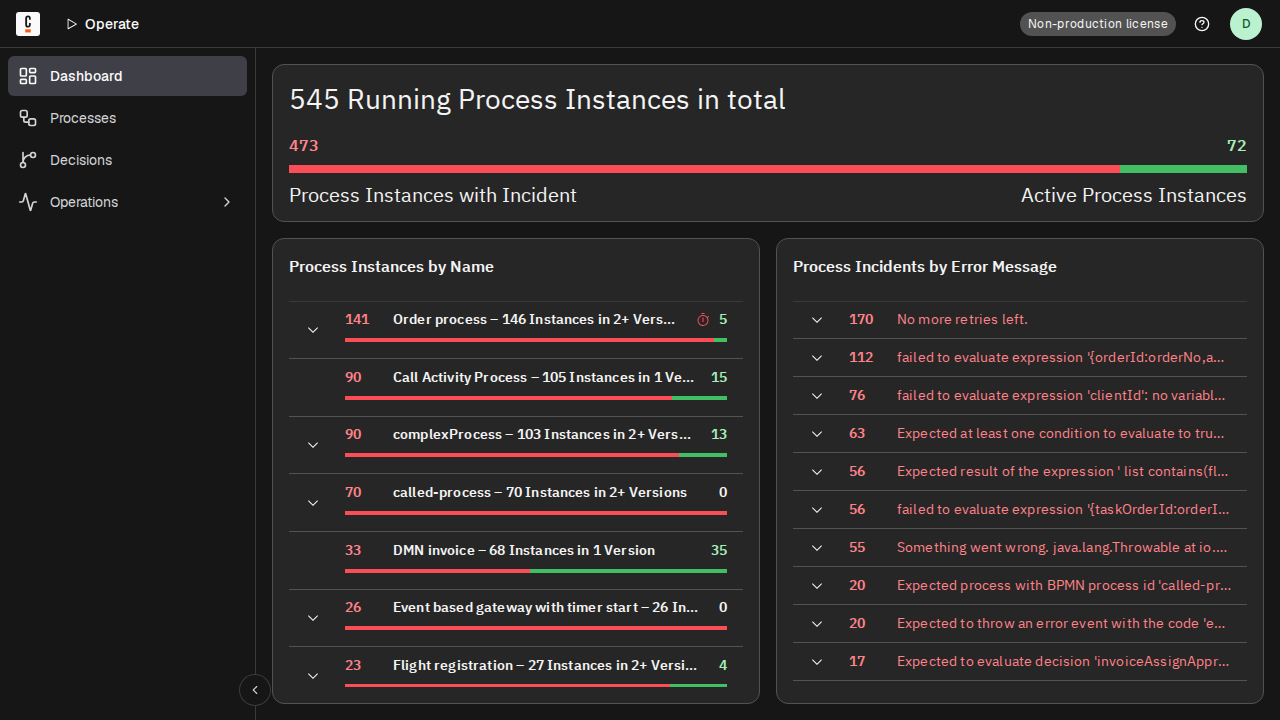 Operate
Non-production license
D
Dashboard
Processes
Decisions
Operations
545 Running Process Instances in total
473
72
Process Instances with Incident
Active Process Instances
Process Instances by Name
141 Order process – 146 Instances in 2+ Vers... 5
90 Call Activity Process – 105 Instances in 1 Ve... 15
90 complexProcess – 103 Instances in 2+ Vers... 13
70 called-process – 70 Instances in 2+ Versions 0
33 DMN invoice – 68 Instances in 1 Version 35
26 Event based gateway with timer start – 26 In... 0
23 Flight registration – 27 Instances in 2+ Versi... 4
Process Incidents by Error Message
170 No more retries left.
112 failed to evaluate expression '{orderId:orderNo,a...
76 failed to evaluate expression 'clientId': no variabl...
63 Expected at least one condition to evaluate to tru...
56 Expected result of the expression ' list contains(fl...
56 failed to evaluate expression '{taskOrderId:orderI...
55 Something went wrong. java.lang.Throwable at io....
20 Expected process with BPMN process id 'called-pr...
20 Expected to throw an error event with the code 'e...
17 Expected to evaluate decision 'invoiceAssignAppr...